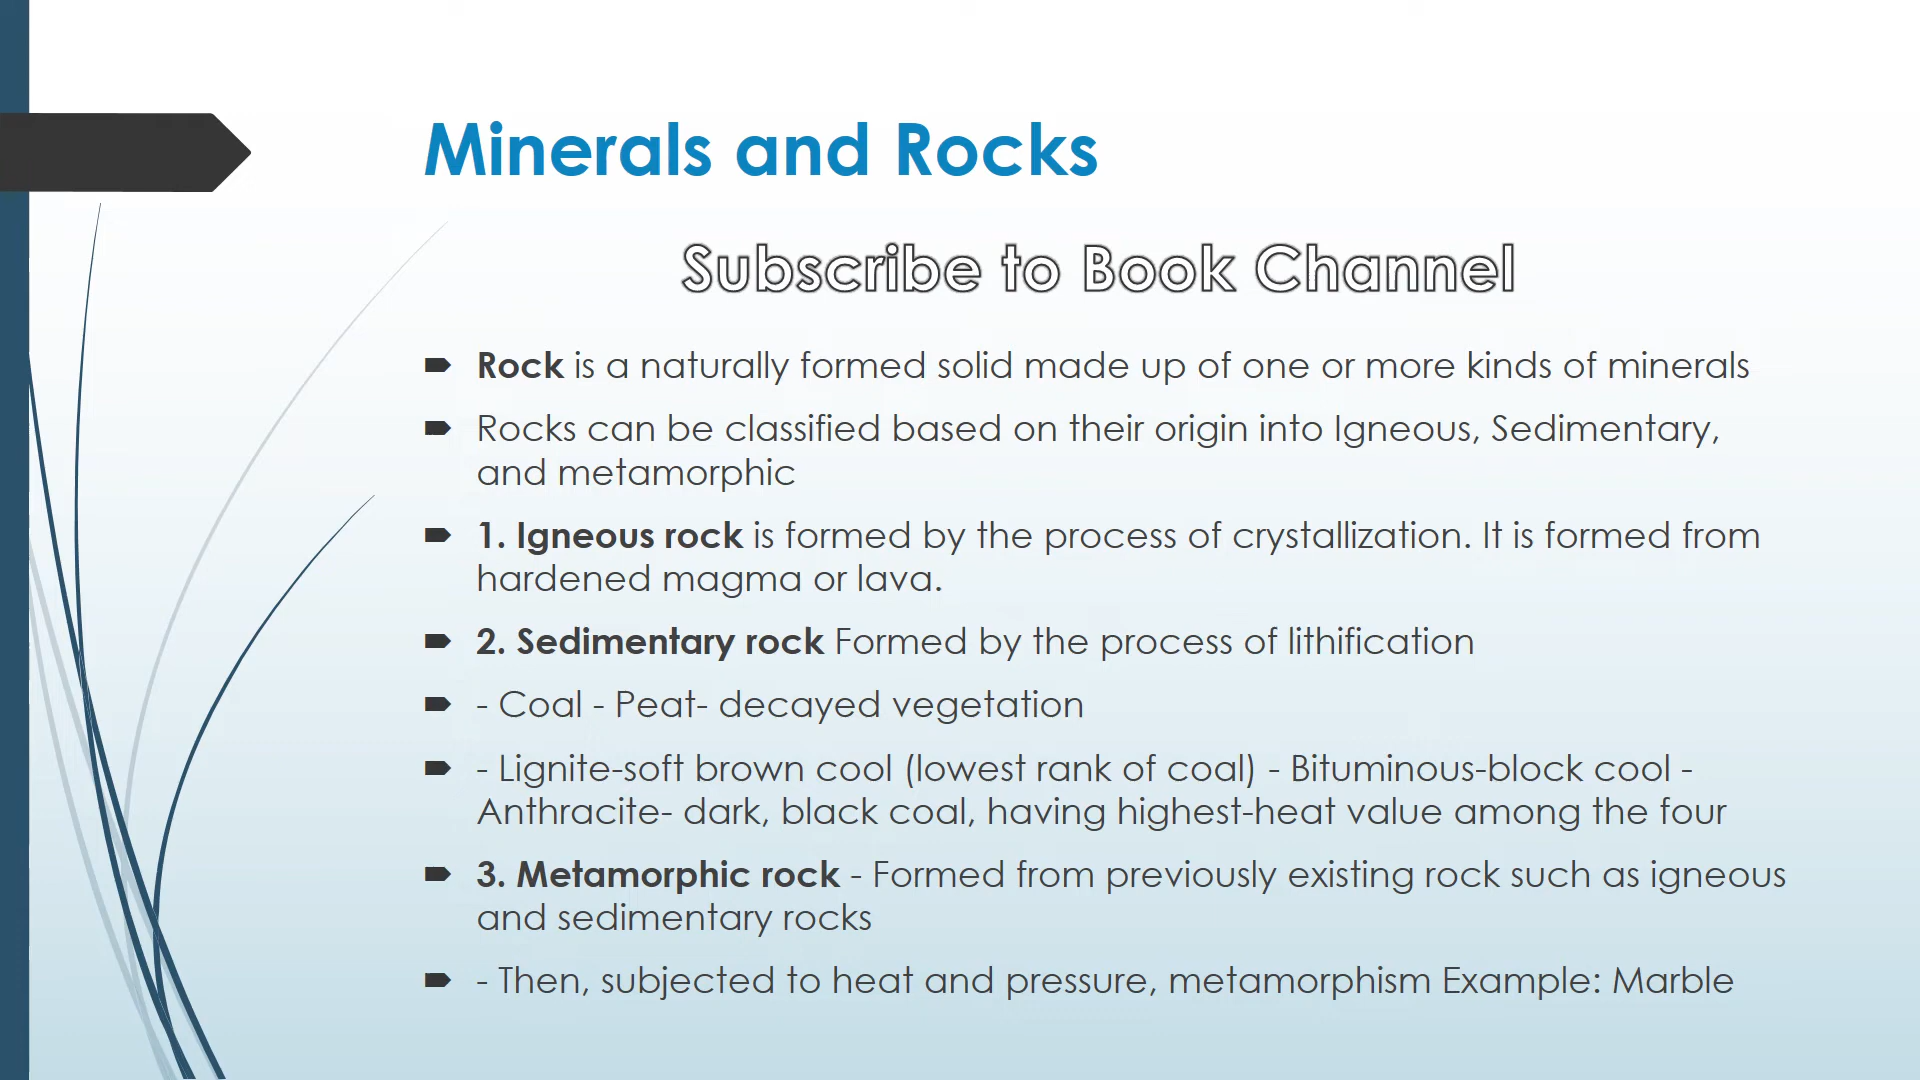 Minerals and Rocks
Subscribe to Book Channel
Rock is a naturally formed solid made up of one or more kinds of minerals
Rocks can be classified based on their origin into Igneous, Sedimentary,
and metamorphic
1. Igneous rock is formed by the process of crystallization. It is formed from
hardened magma or lava.
2. Sedimentary rock Formed by the process of lithification
- Coal - Peat- decayed vegetation
- Lignite-soft brown cool (lowest rank of coal) - Bituminous-block cool -
Anthracite- dark, black coal, having highest-heat value among the four
3. Metamorphic rock - Formed from previously existing rock such as igneous
and sedimentary rocks
- Then, subjected to heat and pressure, metamorphism Example: Marble